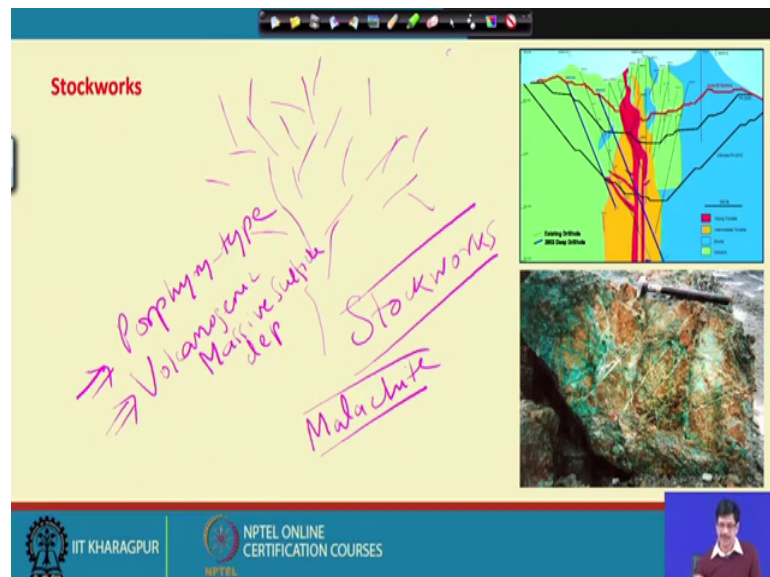 Stockworks
Porphyry-type
Volcanogenic
Massive sulfide
dep
Stockworks
Malachite
Existing Drillhole
2002 Deep Drillhole
IIT KHARAGPUR
NPTEL
NPTEL ONLINE
CERTIFICATION COURSES